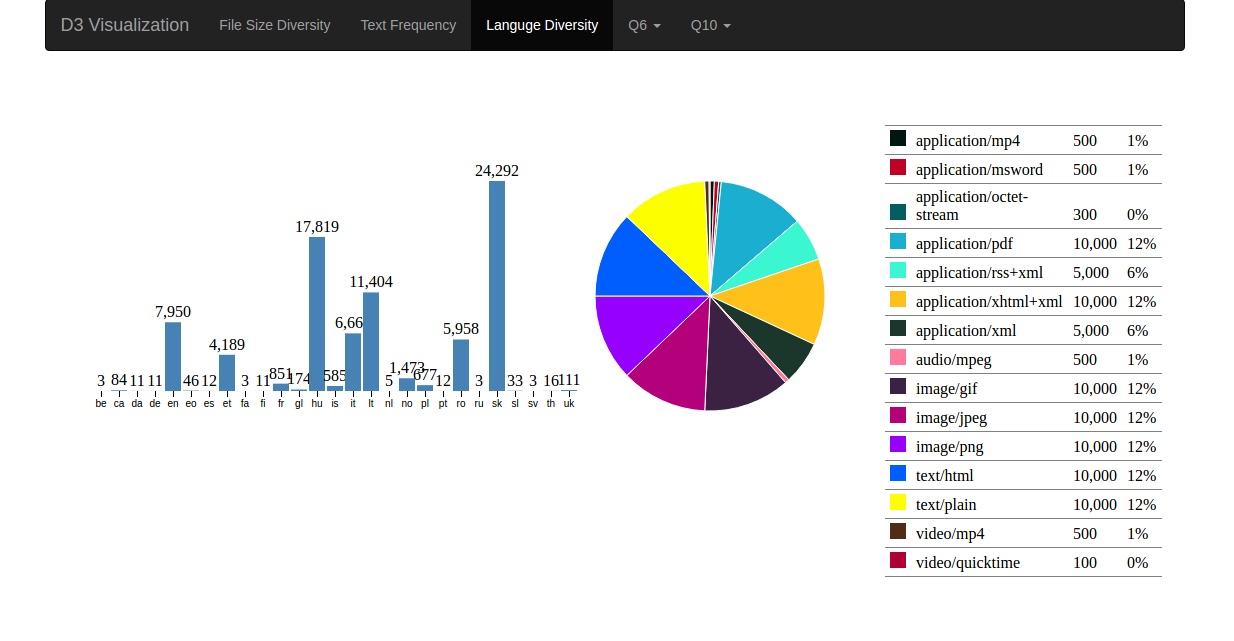 D3 Visualization File Size Diversity Text Frequency Languge Diversity Q6 Q10
24,292
17,819
11,404
7,950
6,66
5,958
4,189
1,473
3 84 11 11 46 12 3 11 851 174 585 5 677 12 3 33 3 16 111
be ca da de en eo es et fa fi fr gl hu is it lt nl no pl pt ro ru sk sl sv th uk
application/mp4 500 1%
application/msword 500 1%
application/octet-
stream 300 0%
application/pdf 10,000 12%
application/rss+xml 5,000 6%
application/xhtml+xml 10,000 12%
application/xml 5,000 6%
audio/mpeg 500 1%
image/gif 10,000 12%
image/jpeg 10,000 12%
image/png 10,000 12%
text/html 10,000 12%
text/plain 10,000 12%
video/mp4 500 1%
video/quicktime 100 0%